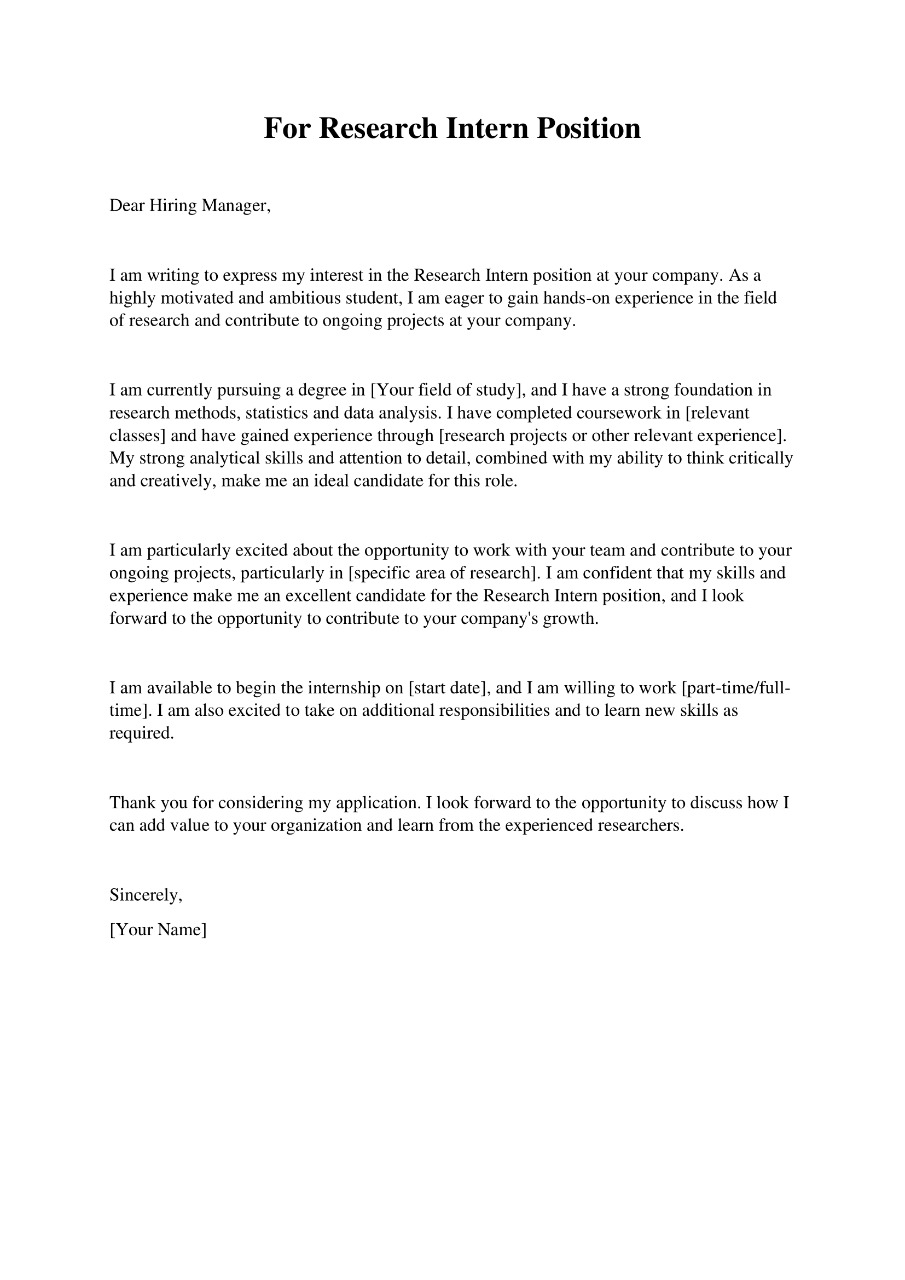 For Research Intern Position
Dear Hiring Manager,
I am writing to express my interest in the Research Intern position at your company. As a
highly motivated and ambitious student, I am eager to gain hands-on experience in the field
of research and contribute to ongoing projects at your company.
I am currently pursuing a degree in [Your field of study], and I have a strong foundation in
research methods, statistics and data analysis. I have completed coursework in [relevant
classes] and have gained experience through [research projects or other relevant experience].
My strong analytical skills and attention to detail, combined with my ability to think critically
and creatively, make me an ideal candidate for this role.
I am particularly excited about the opportunity to work with your team and contribute to your
ongoing projects, particularly in [specific area of research]. I am confident that my skills and
experience make me an excellent candidate for the Research Intern position, and I look
forward to the opportunity to contribute to your company's growth.
I am available to begin the internship on [start date], and I am willing to work [part-time/full-
time]. I am also excited to take on additional responsibilities and to learn new skills as
required.
Thank you for considering my application. I look forward to the opportunity to discuss how I
can add value to your organization and learn from the experienced researchers.
Sincerely,
[Your Name]